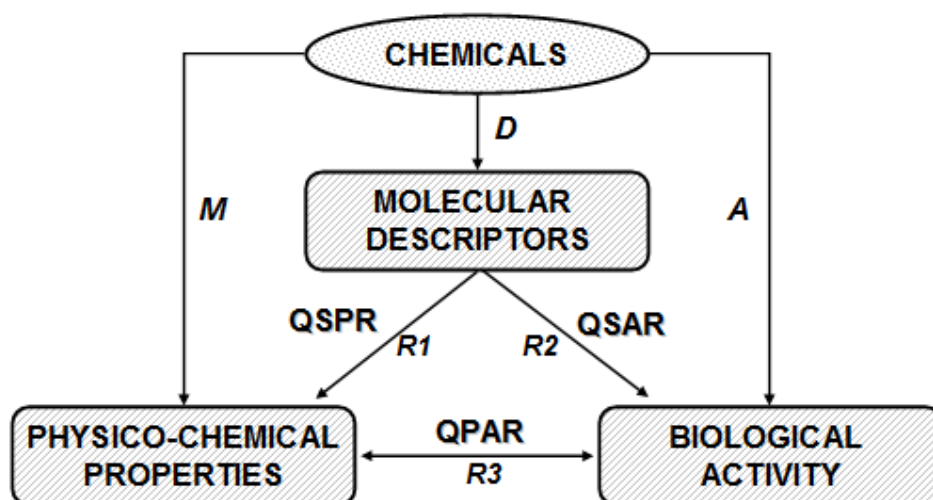 CHEMICALS
D
M
MOLECULAR
DESCRIPTORS
A
QSPR
R1
R2
QSAR
PHYSICO-CHEMICAL
PROPERTIES
QPAR
R3
BIOLOGICAL
ACTIVITY